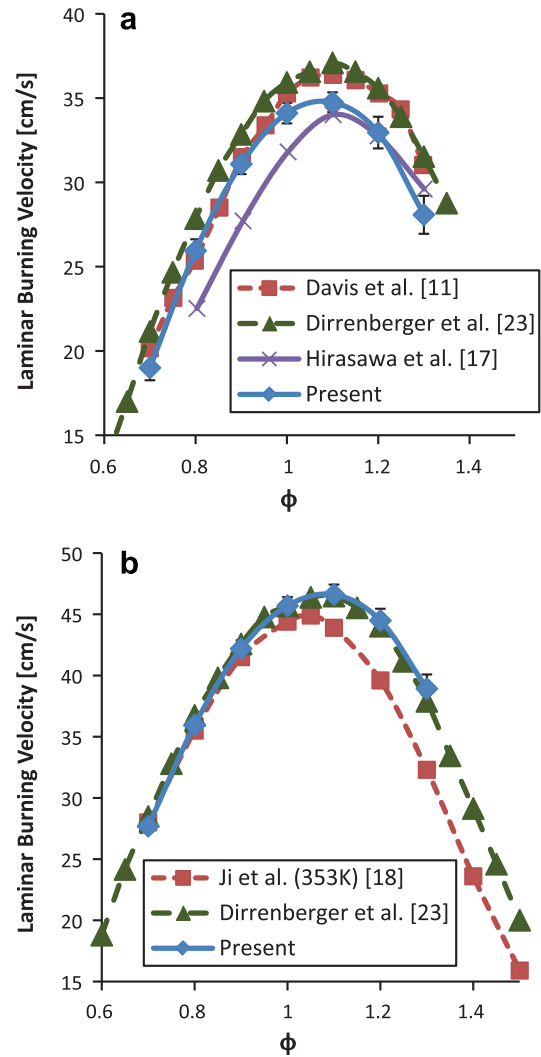 a
40
35
30
25
20
15
Laminar Burning Velocity [cm/s]
Davis et al. [11]
Dirrenberger et al. [23]
Hirasawa et al. [17]
Present
0.6 0.8 1 1.2 1.4
ϕ
b
50
45
40
35
30
25
20
15
Laminar Burning Velocity [cm/s]
Ji et al. (353K) [18]
Dirrenberger et al. [23]
Present
0.6 0.8 1 1.2 1.4
ϕ